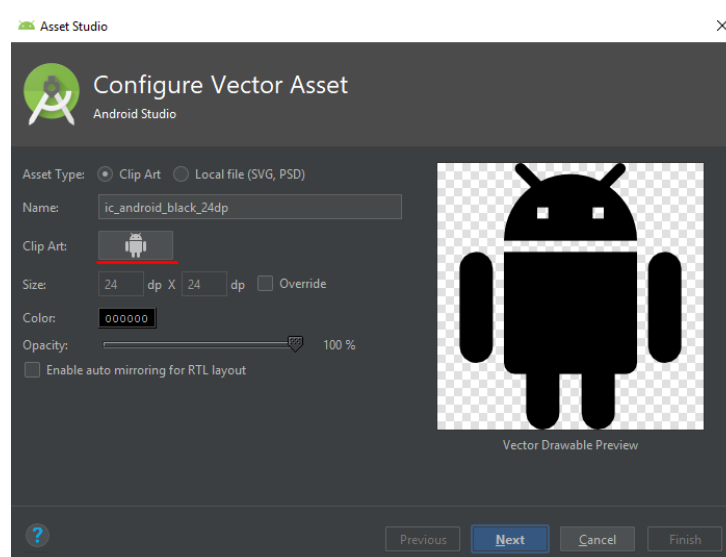 Asset Studio
Configure Vector Asset
Android Studio
Asset Type: Clip Art Local file (SVG, PSD)
Name: ic_android_black_24dp
Clip Art:
Size: 24 dp X 24 dp Override
Color: 000000
Opacity: 100 %
Enable auto mirroring for RTL layout
Vector Drawable Preview
? Previous Next Cancel Finish